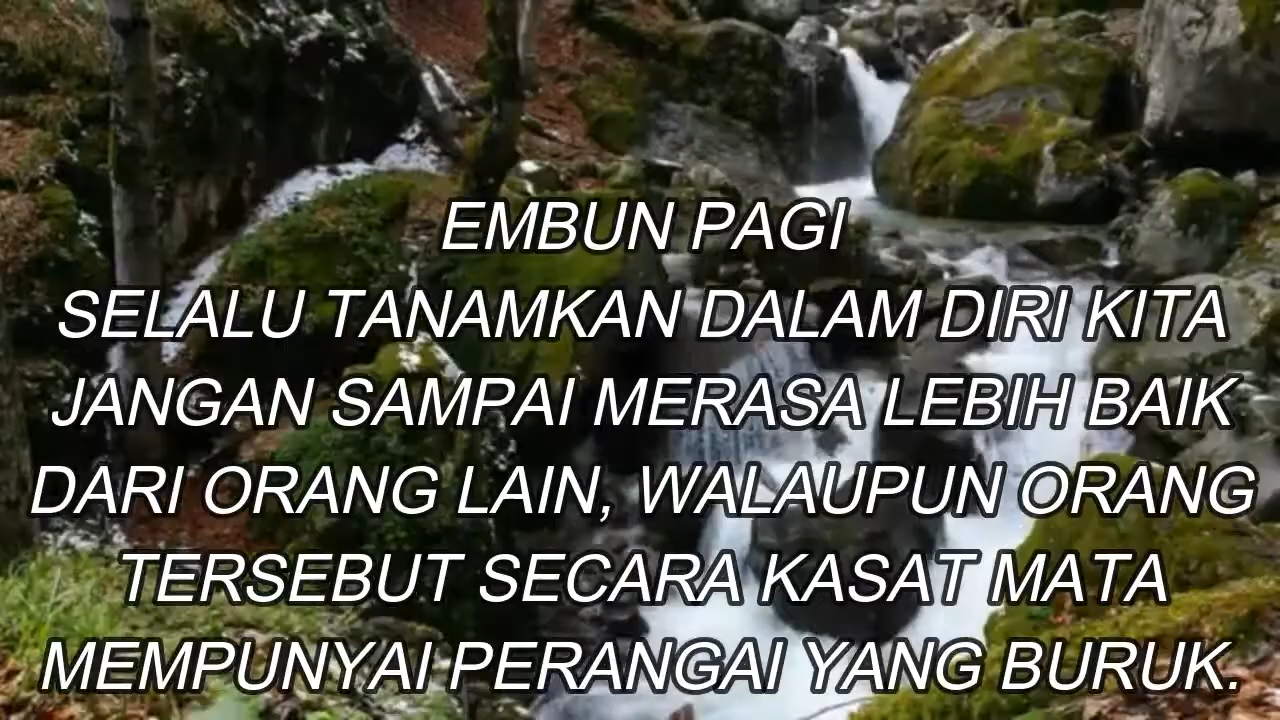 EMBUN PAGI
SELALU TANAMKAN DALAM DIRI KITA
JANGAN SAMPAI MERASA LEBIH BAIK
DARI ORANG LAIN, WALAUPUN ORANG
TERSEBUT SECARA KASAT MATA
MEMPUNYAI PERANGAI YANG BURUK.